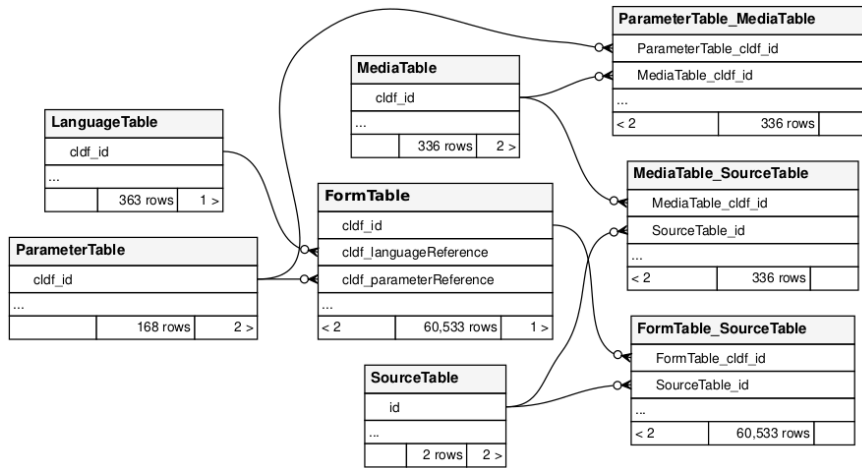 ParameterTable_MediaTable
ParameterTable_cldf_id
MediaTable_cldf_id
...
< 2 336 rows
MediaTable
cldf_id
...
336 rows 2 >
LanguageTable
cldf_id
...
363 rows 1 >
MediaTable_SourceTable
MediaTable_cldf_id
SourceTable_id
...
< 2 336 rows
FormTable
cldf_id
cldf_languageReference
cldf_parameterReference
...
< 2 60,533 rows 1 >
ParameterTable
cldf_id
...
168 rows 2 >
FormTable_SourceTable
FormTable_cldf_id
SourceTable_id
...
< 2 60,533 rows
SourceTable
id
...
2 rows 2 >